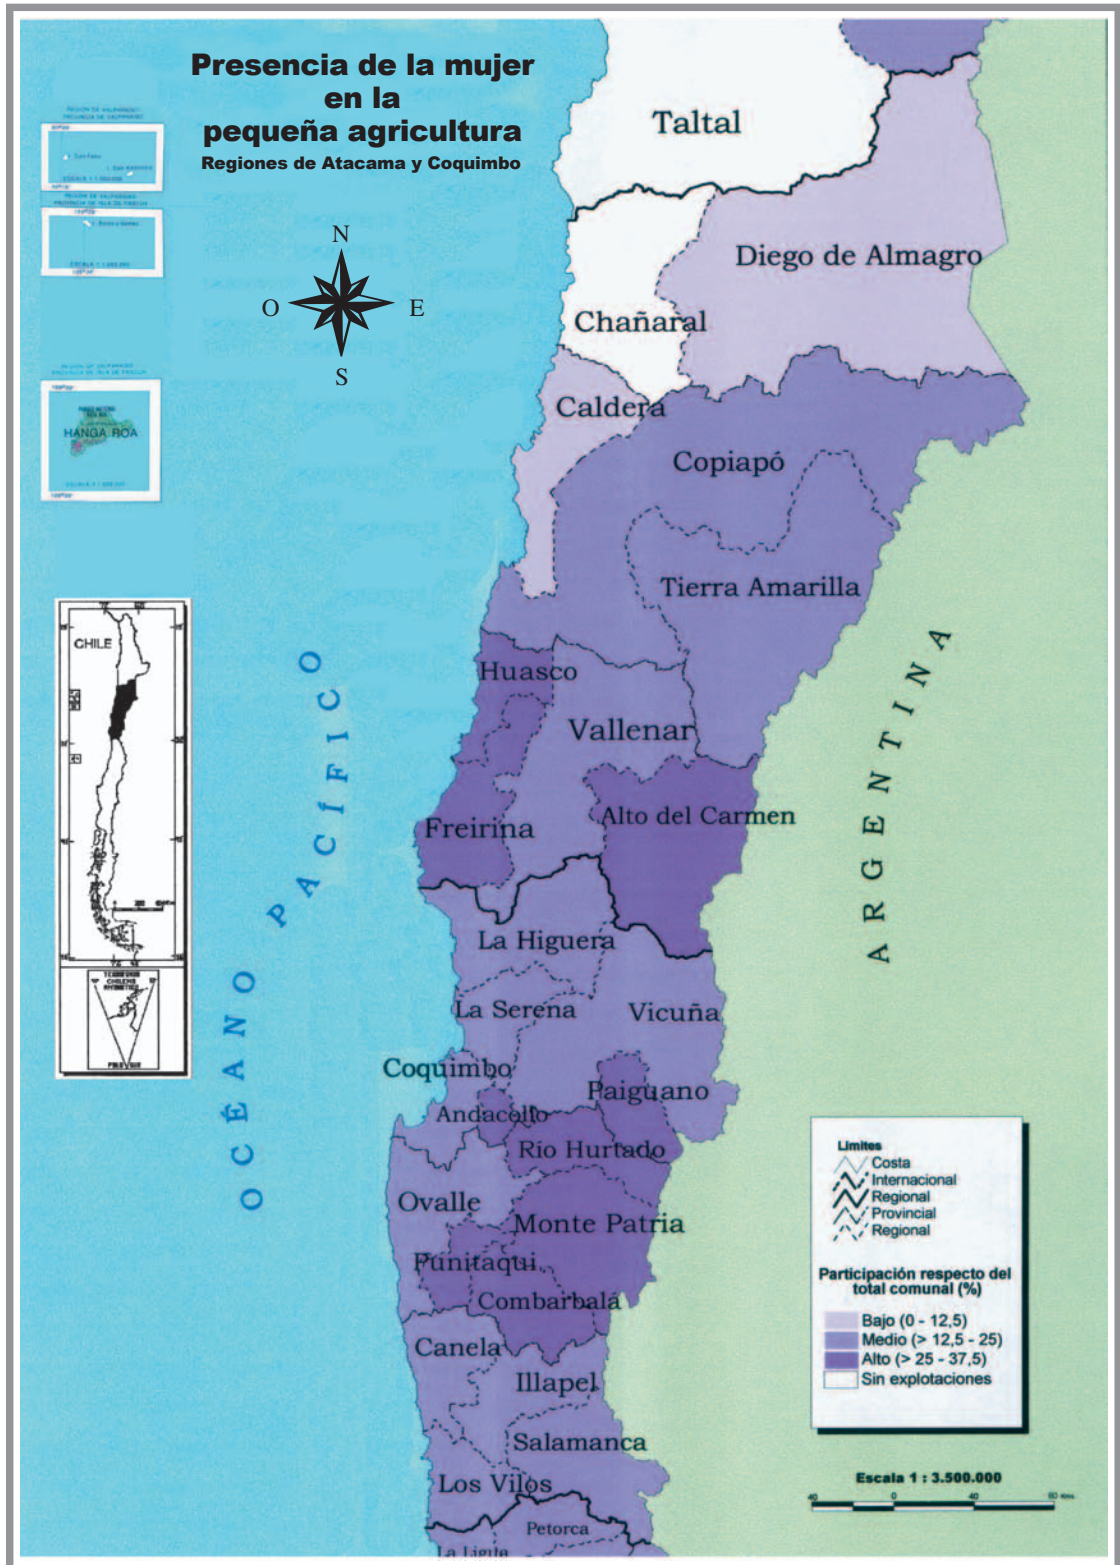 Presencia de la mujer
en la
pequeña agricultura
Regiones de Atacama y Coquimbo
N
O
E
S
HANGA ROA
CHILE
Taltal
Diego de Almagro
Chañaral
Caldera
Copiapó
Tierra Amarilla
Huasco
Vallenar
Freirina
Alto del Carmen
La Higuera
La Serena
Vicuña
Coquimbo
Paiguano
Andacollo
Río Hurtado
Ovalle
Monte Patria
Punitaqui
Combarbalá
Canela
Illapel
Salamanca
Los Vilos
Petorca
La Ligua
OCÉANO PACÍFICO
ARGENTINA
Limites
Costa
Internacional
Regional
Provincial
Regional
Participación respecto del
total comunal (%)
Bajo (0 - 12,5)
Medio (> 12,5 - 25)
Alto (> 25 - 37,5)
Sin explotaciones
Escala 1 : 3.500.000
40 0 40 80 Kms.